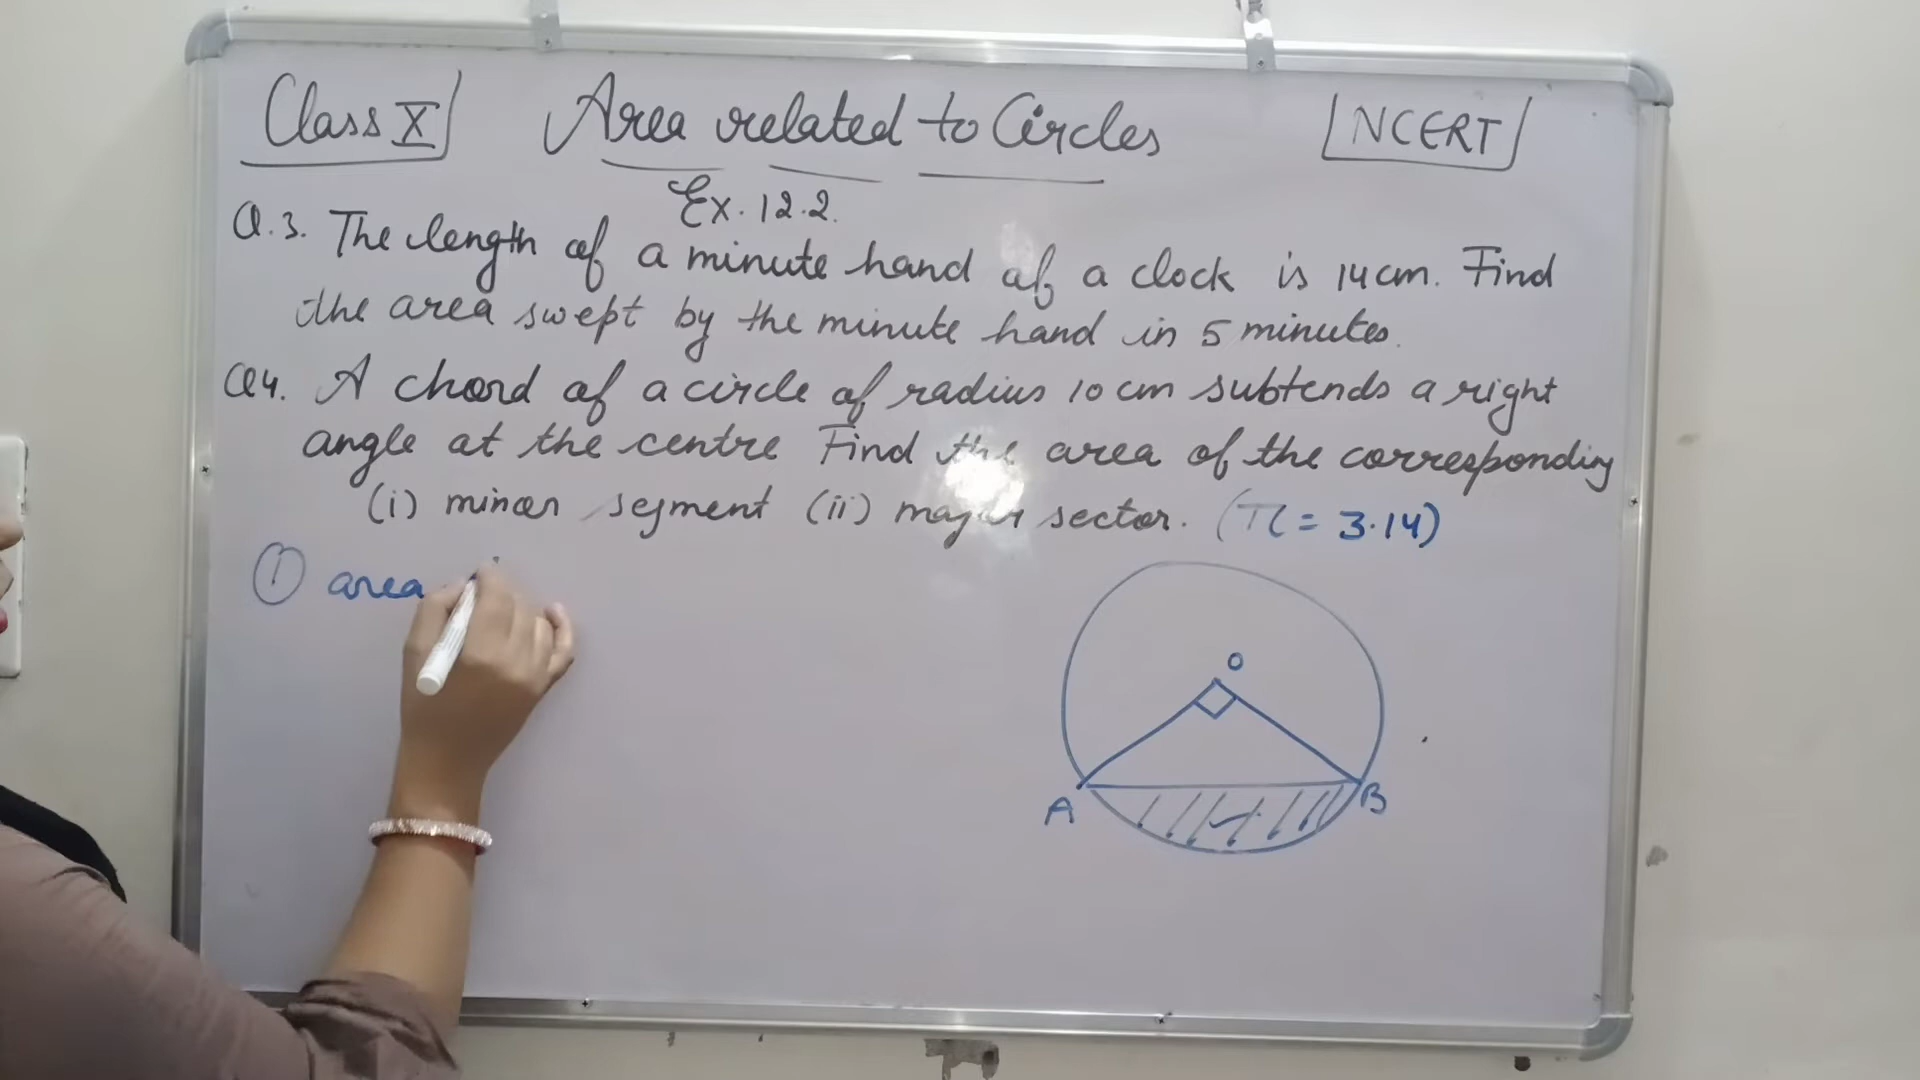 Class X Area related to Circles NCERT
Ex. 12.2.
Q.3. The length of a minute hand of a clock is 14cm. Find
the area swept by the minute hand in 5 minutes.
Q4. A chord of a circle of radius 10 cm subtends a right
angle at the centre Find the area of the corresponding
(i) minor segment (ii) major sector. (π = 3.14)
① area
O
A B